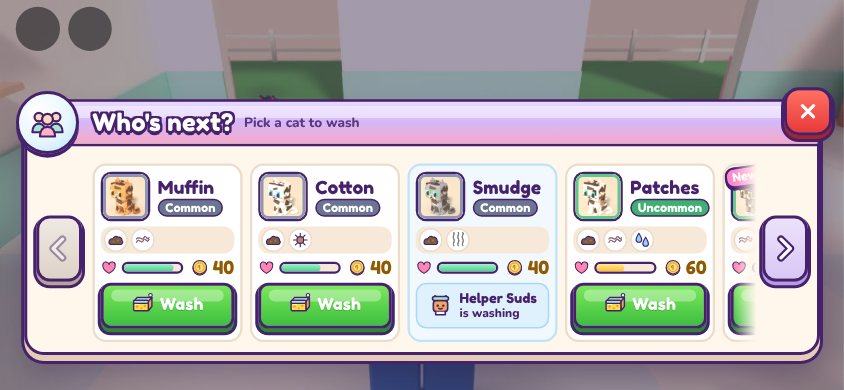 Who's next? Pick a cat to wash
Muffin
Common
40
Wash
Cotton
Common
40
Wash
Smudge
Common
40
Helper Suds
is washing
Patches
Uncommon
60
Wash